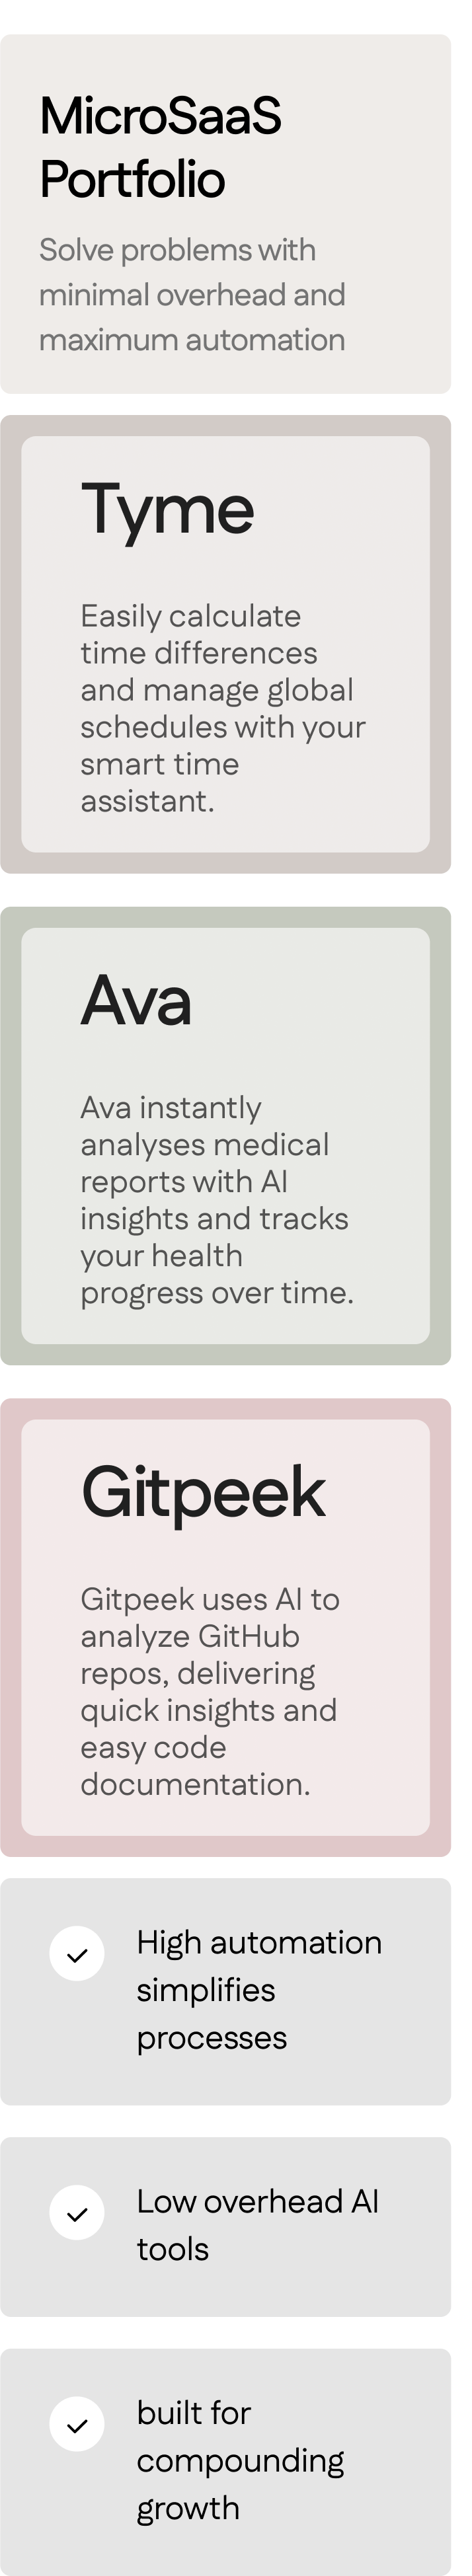 MicroSaaS
Portfolio
Solve problems with
minimal overhead and
maximum automation
Tyme
Easily calculate
time differences
and manage global
schedules with your
smart time
assistant.
Ava
Ava instantly
analyses medical
reports with AI
insights and tracks
your health
progress over time.
Gitpeek
Gitpeek uses AI to
analyze GitHub
repos, delivering
quick insights and
easy code
documentation.
High automation
simplifies
processes
Low overhead AI
tools
built for
compounding
growth